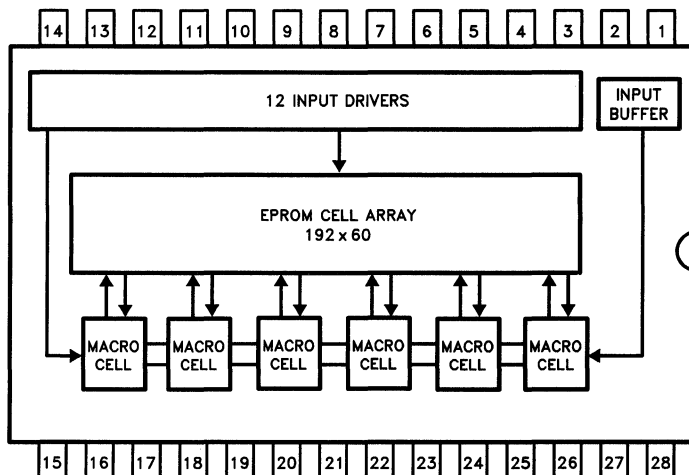 14 13 12 11 10 9 8 7 6 5 4 3 2 1
12 INPUT DRIVERS
INPUT
BUFFER
EPROM CELL ARRAY
192 x 60
MACRO
CELL
MACRO
CELL
MACRO
CELL
MACRO
CELL
MACRO
CELL
MACRO
CELL
15 16 17 18 19 20 21 22 23 24 25 26 27 28